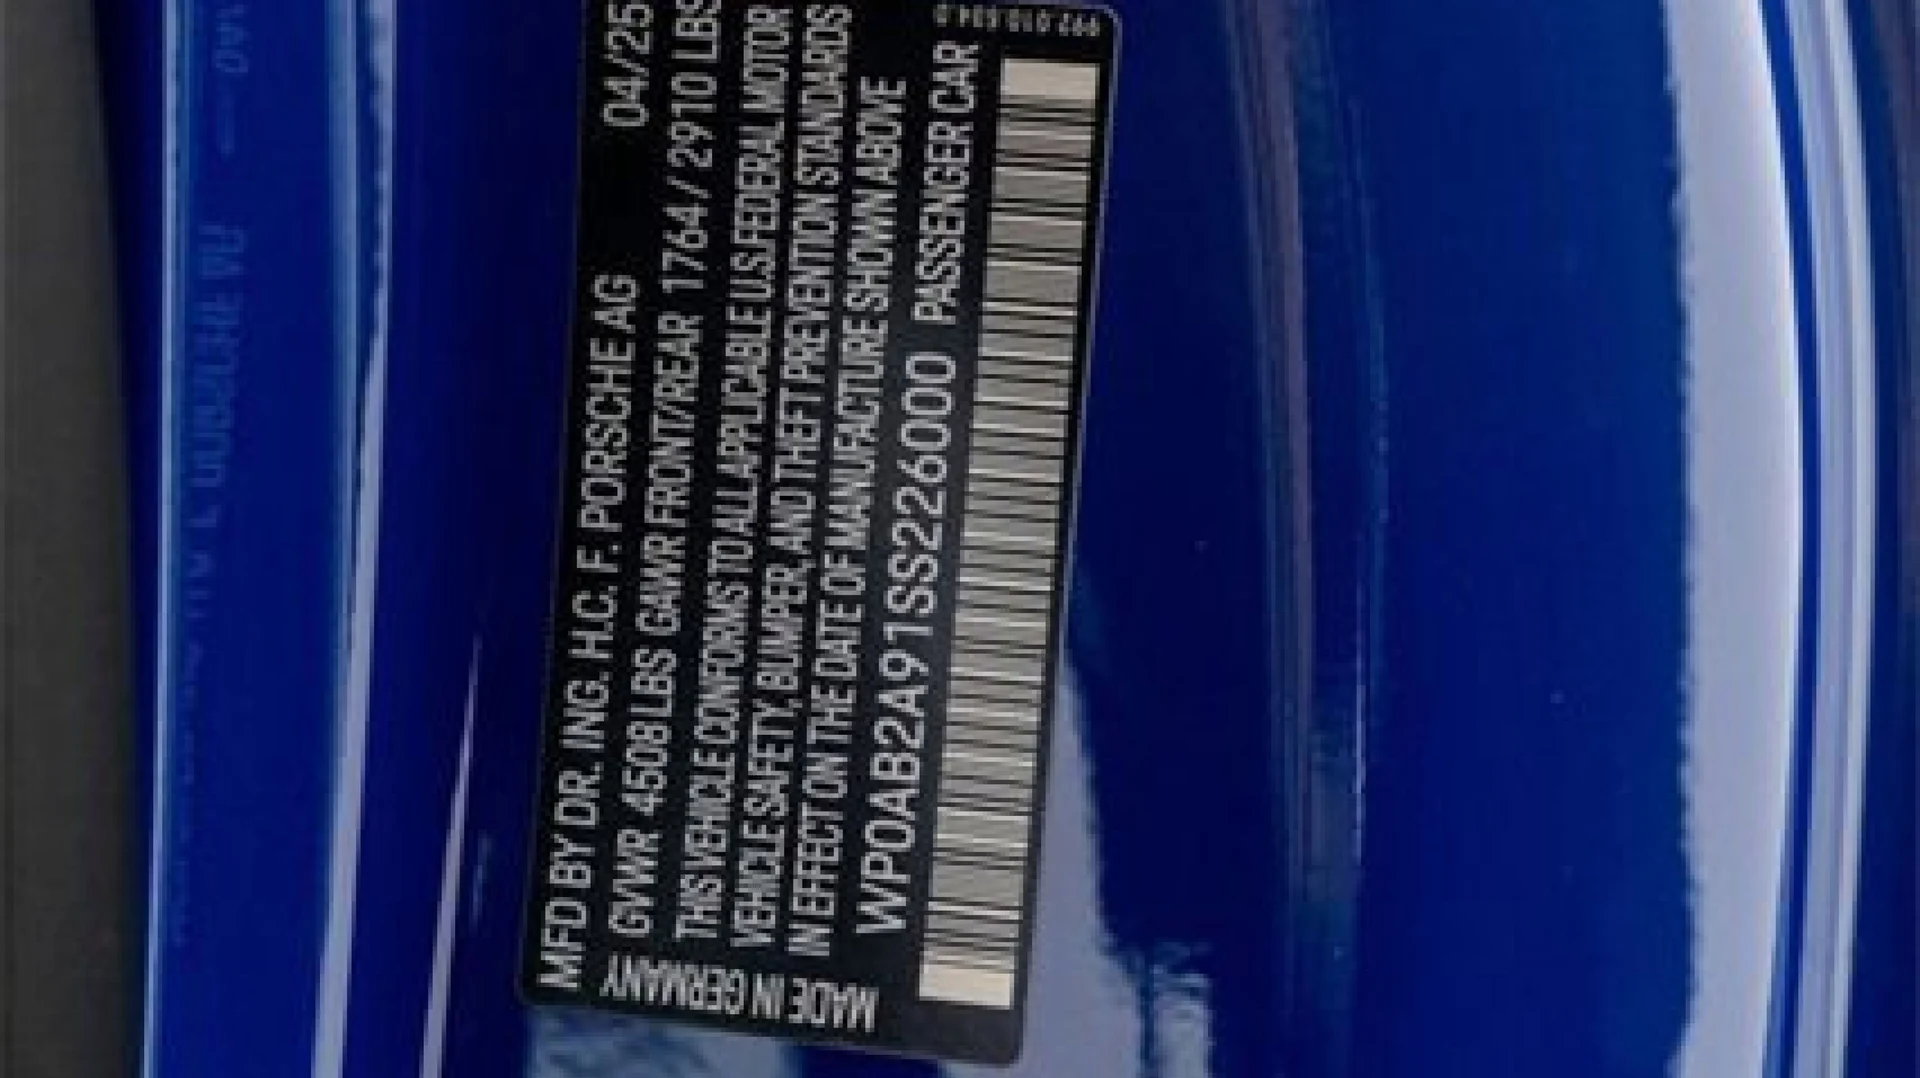 MFD BY DR. ING. H.C. F. PORSCHE AG 04/25
GVWR 4508 LBS GAWR FRONT/REAR 1764 / 2910 LBS
THIS VEHICLE CONFORMS TO ALL APPLICABLE U.S. FEDERAL MOTOR
VEHICLE SAFETY, BUMPER, AND THEFT PREVENTION STANDARDS
IN EFFECT ON THE DATE OF MANUFACTURE SHOWN ABOVE
WP0AB2A91SS226000 PASSENGER CAR
MADE IN GERMANY